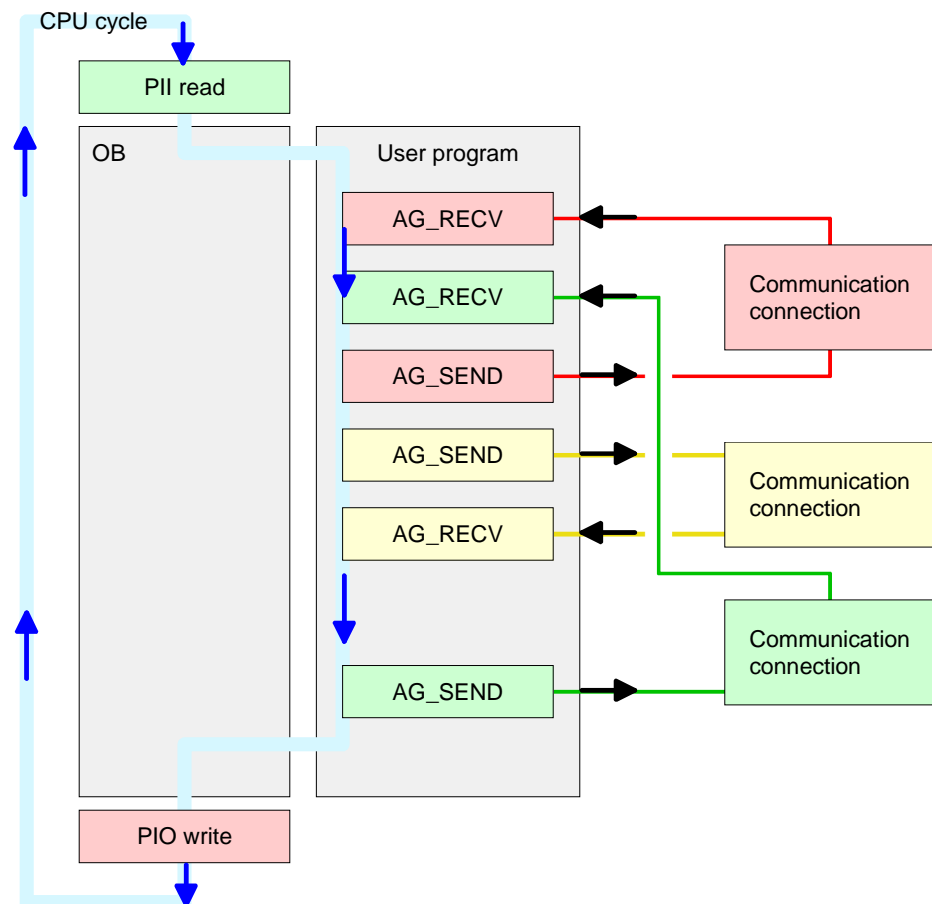 CPU cycle
PII read
OB
User program
AG_RECV
AG_RECV
AG_SEND
AG_SEND
AG_RECV
AG_SEND
Communication
connection
Communication
connection
Communication
connection
PIO write